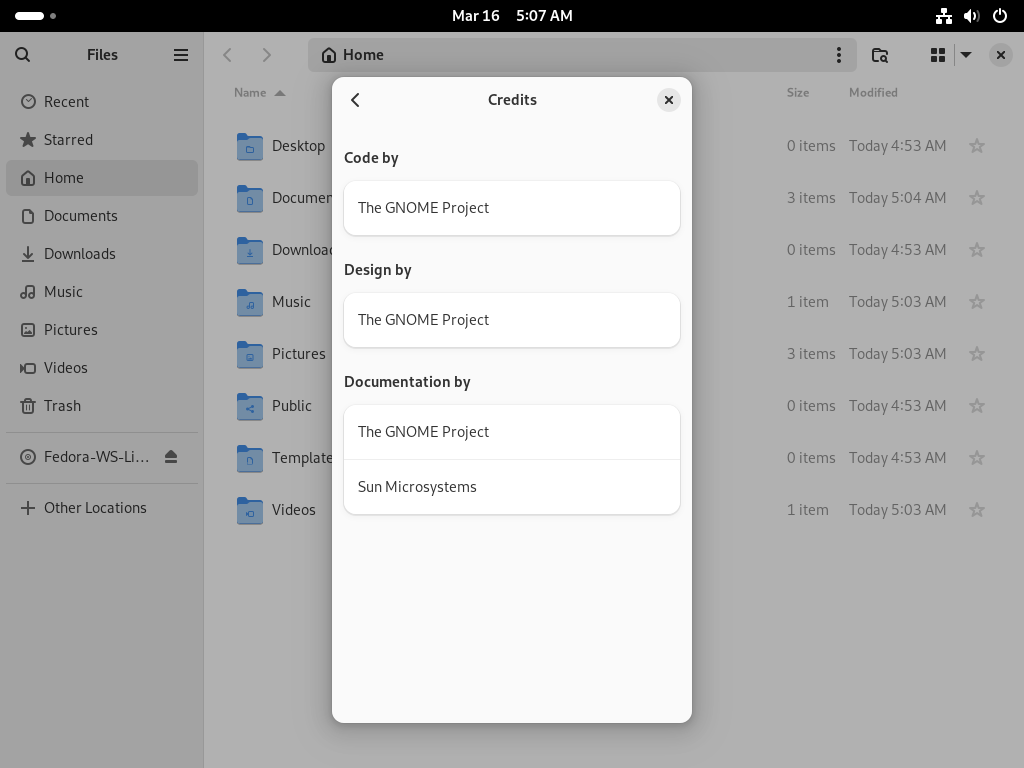 Mar 16 5:07 AM
Files
Home
Name
Size
Modified
Recent
Starred
Home
Documents
Downloads
Music
Pictures
Videos
Trash
Fedora-WS-Li...
Other Locations
Desktop 0 items Today 4:53 AM
3 items Today 5:04 AM
0 items Today 4:53 AM
Music 1 item Today 5:03 AM
Pictures 3 items Today 5:03 AM
Public 0 items Today 4:53 AM
0 items Today 4:53 AM
Videos 1 item Today 5:03 AM
Credits
Code by
The GNOME Project
Design by
The GNOME Project
Documentation by
The GNOME Project
Sun Microsystems